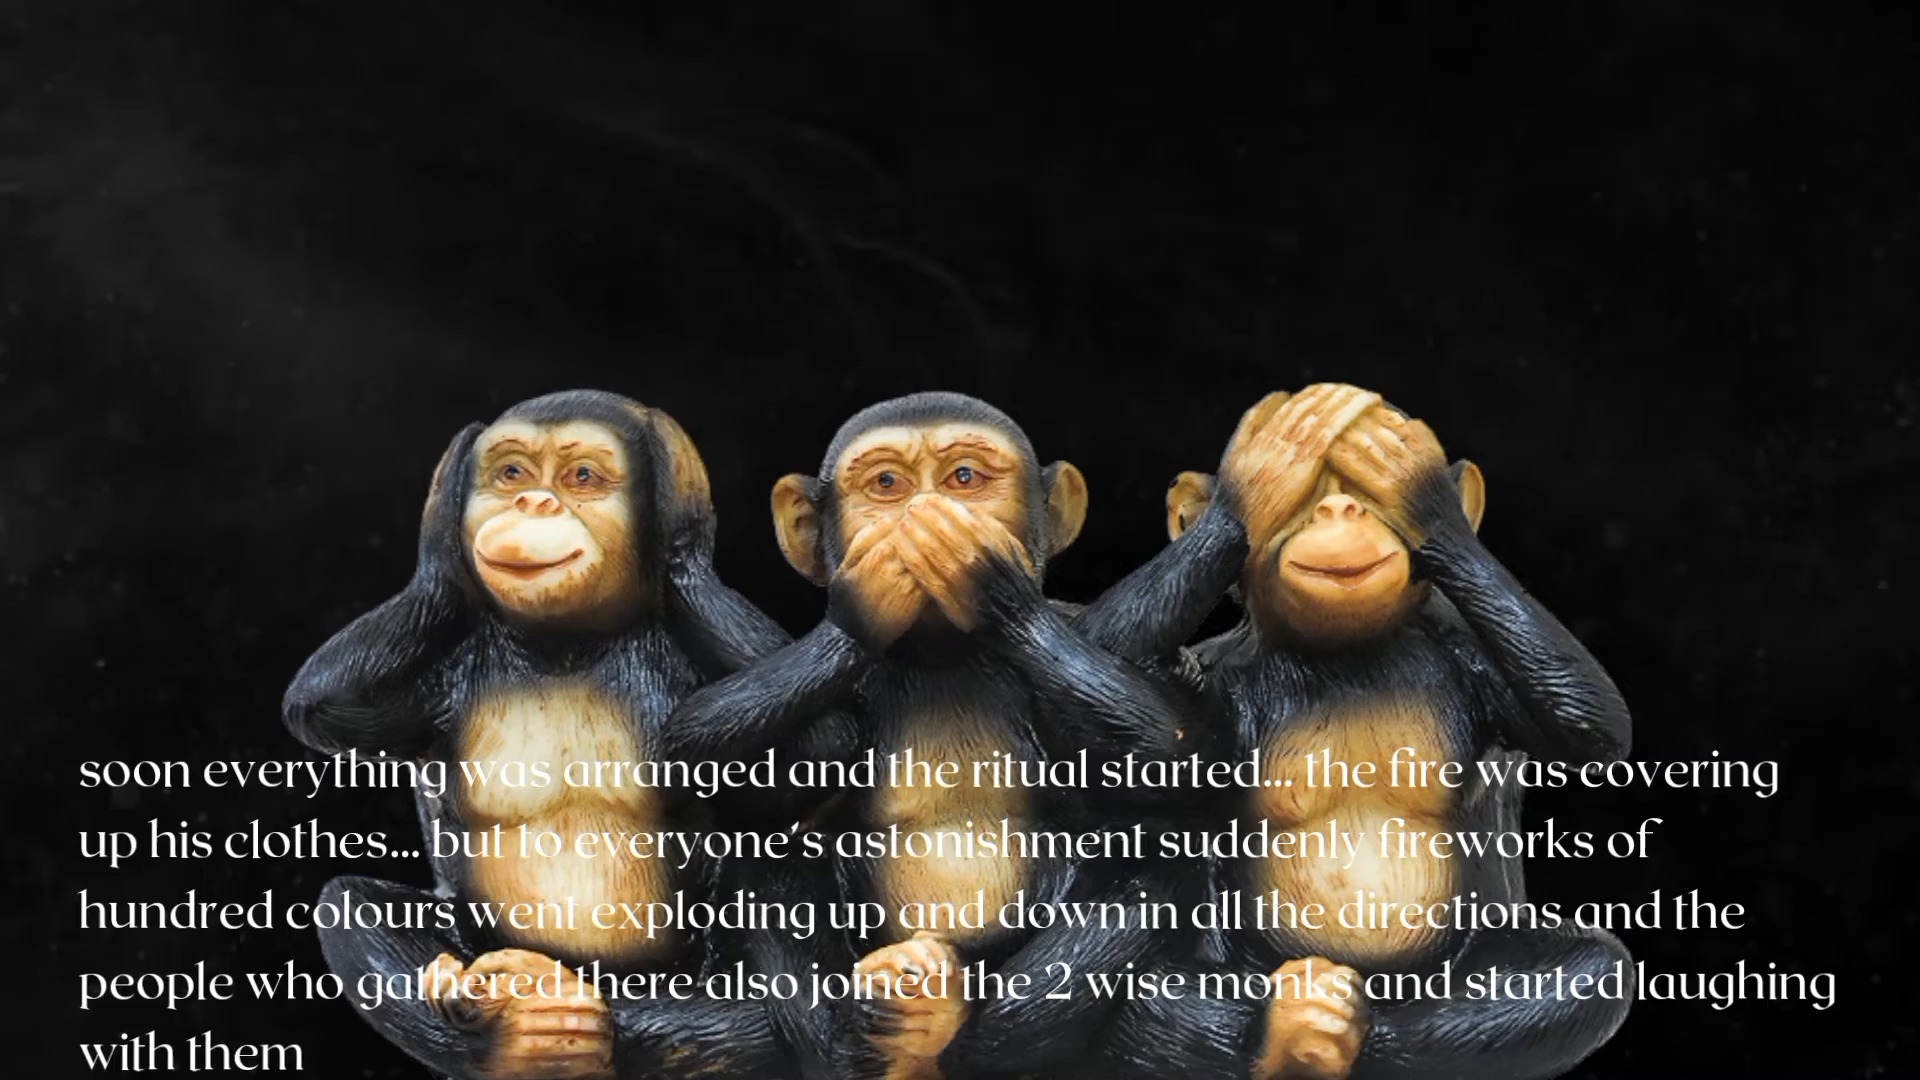 soon everything was arranged and the ritual started... the fire was covering
up his clothes... but to everyone's astonishment suddenly fireworks of
hundred colours went exploding up and down in all the directions and the
people who gathered there also joined the 2 wise monks and started laughing
with them